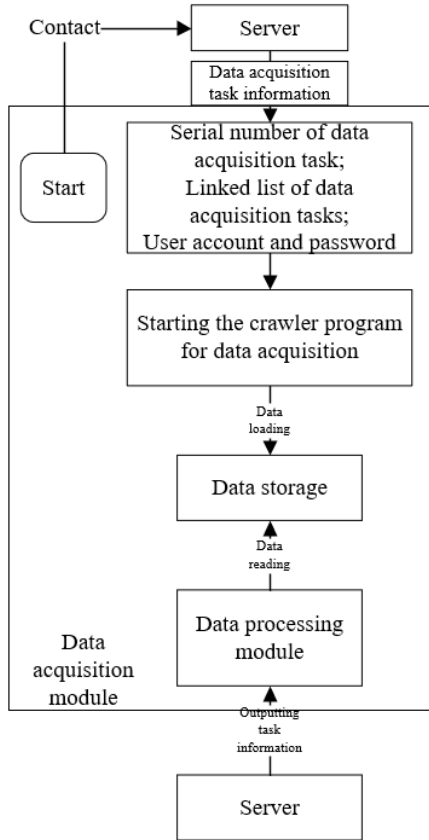 Contact
Server
Data acquisition
task information
Serial number of data
acquisition task;
Linked list of data
acquisition tasks;
User account and password
Start
Starting the crawler program
for data acquisition
Data
loading
Data storage
Data
reading
Data processing
module
Data
acquisition
module
Outputting
task
information
Server